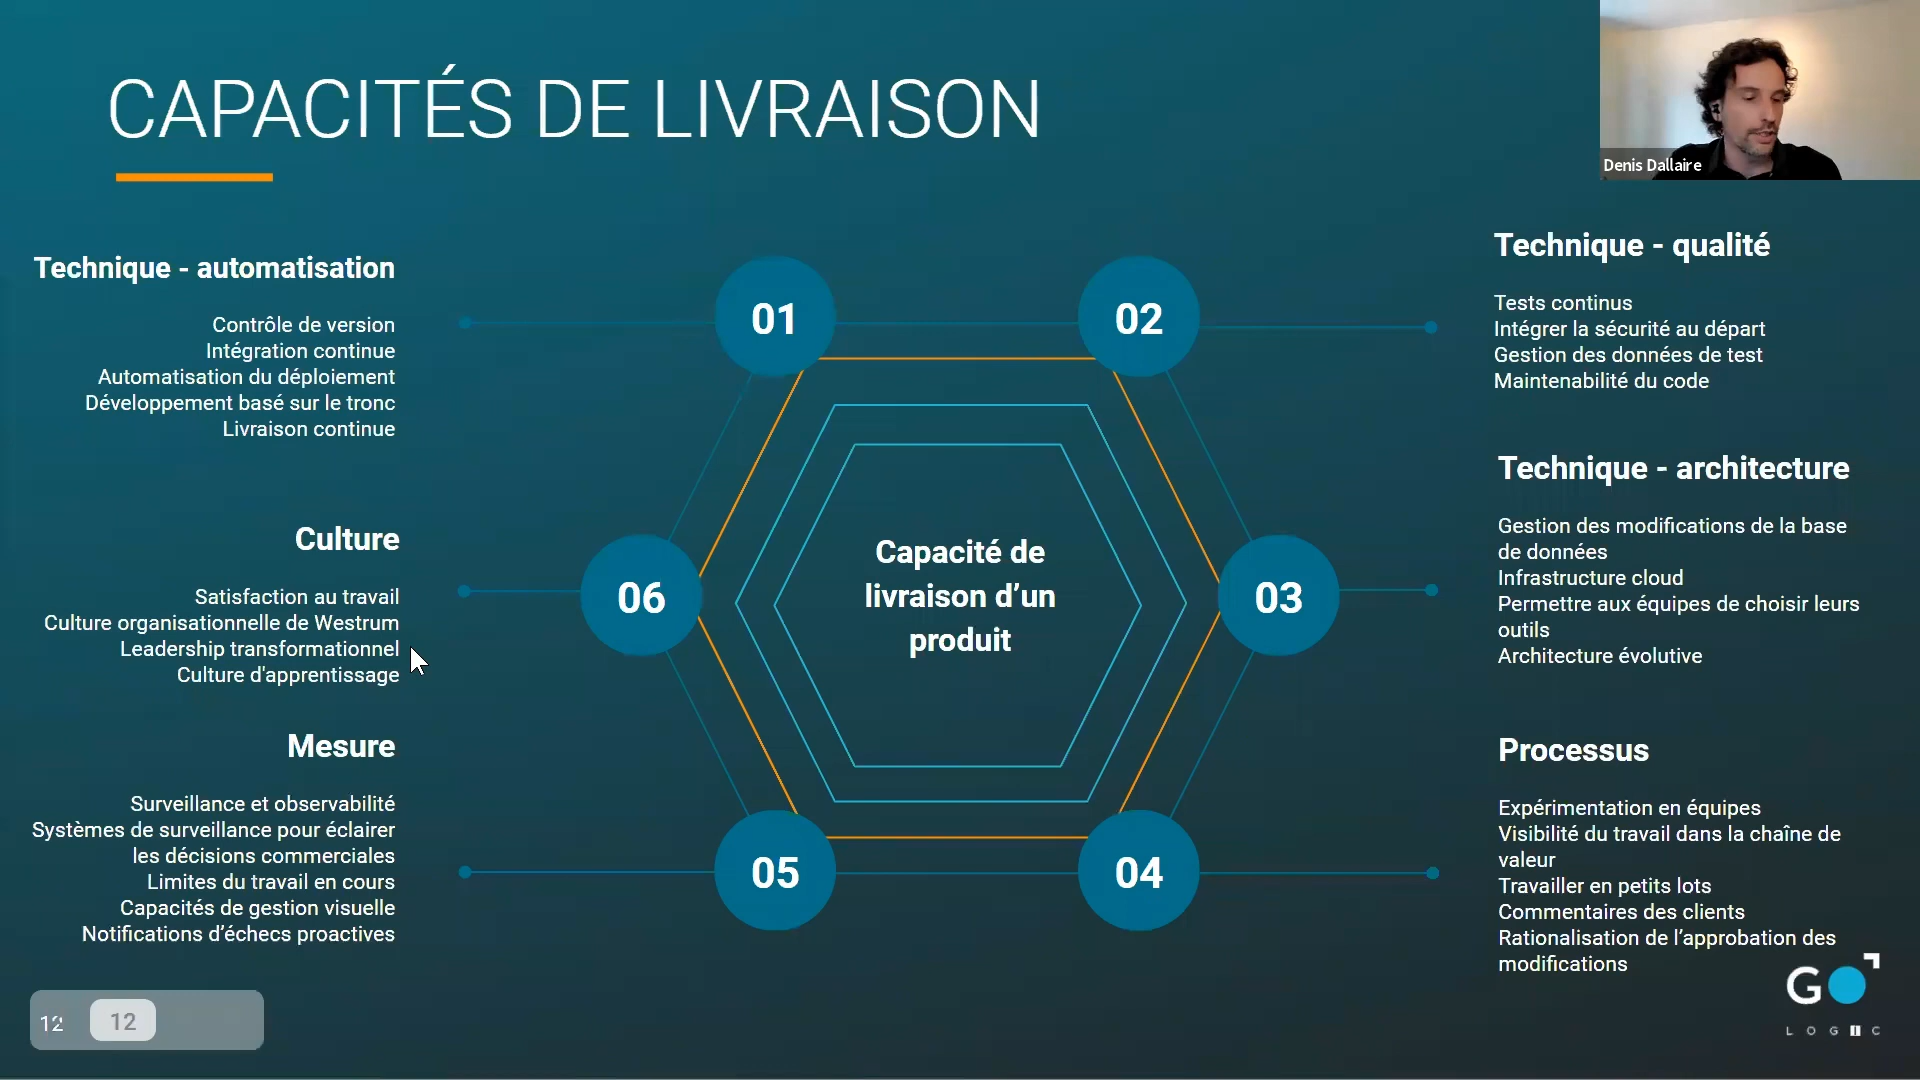 CAPACITÉS DE LIVRAISON
Denis Dallaire
Technique - automatisation
Contrôle de version
Intégration continue
Automatisation du déploiement
Développement basé sur le tronc
Livraison continue
Culture
Satisfaction au travail
Culture organisationnelle de Westrum
Leadership transformationnel
Culture d'apprentissage
Mesure
Surveillance et observabilité
Systèmes de surveillance pour éclairer
les décisions commerciales
Limites du travail en cours
Capacités de gestion visuelle
Notifications d’échecs proactives
01
02
03
04
05
06
Capacité de
livraison d’un
produit
Technique - qualité
Tests continus
Intégrer la sécurité au départ
Gestion des données de test
Maintenabilité du code
Technique - architecture
Gestion des modifications de la base
de données
Infrastructure cloud
Permettre aux équipes de choisir leurs
outils
Architecture évolutive
Processus
Expérimentation en équipes
Visibilité du travail dans la chaîne de
valeur
Travailler en petits lots
Commentaires des clients
Rationalisation de l’approbation des
modifications
12
12
GO
LOGIC